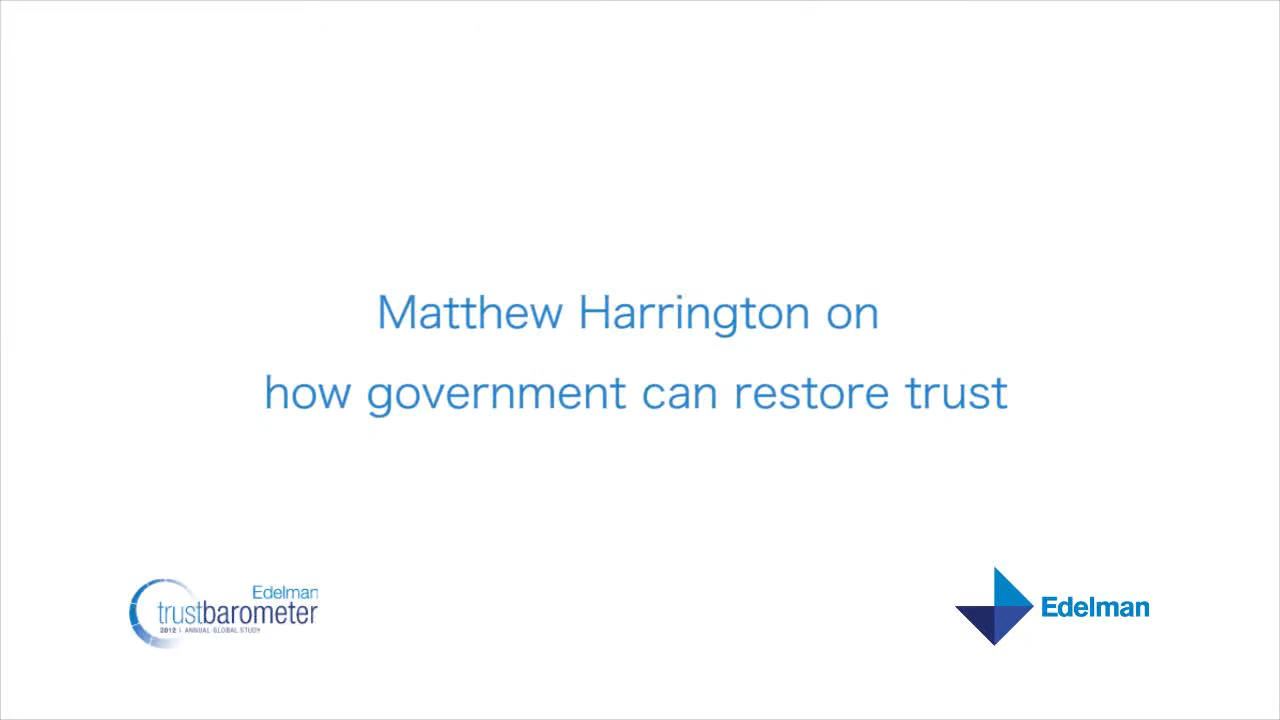 Matthew Harrington on
how government can restore trust
Edelman
trustbarometer
2012 | ANNUAL GLOBAL STUDY
Edelman